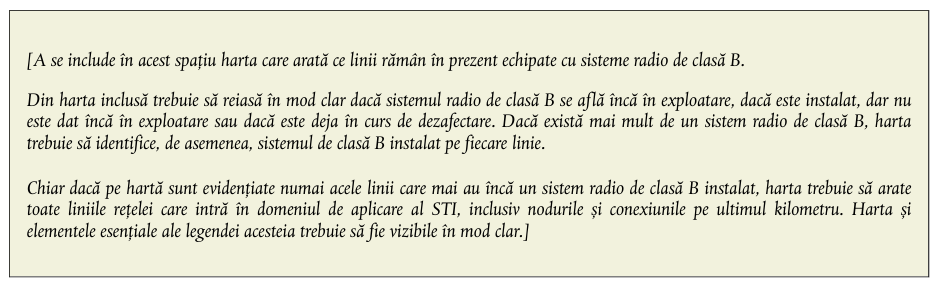 [A se include în acest spațiu harta care arată ce linii rămân în prezent echipate cu sisteme radio de clasă B.
Din harta inclusă trebuie să reiasă în mod clar dacă sistemul radio de clasă B se află încă în exploatare, dacă este instalat, dar nu
este dat încă în exploatare sau dacă este deja în curs de dezafectare. Dacă există mai mult de un sistem radio de clasă B, harta
trebuie să identifice, de asemenea, sistemul de clasă B instalat pe fiecare linie.
Chiar dacă pe hartă sunt evidențiate numai acele linii care mai au încă un sistem radio de clasă B instalat, harta trebuie să arate
toate liniile rețelei care intră în domeniul de aplicare al STI, inclusiv nodurile și conexiunile pe ultimul kilometru. Harta și
elementele esențiale ale legendei acesteia trebuie să fie vizibile în mod clar.]